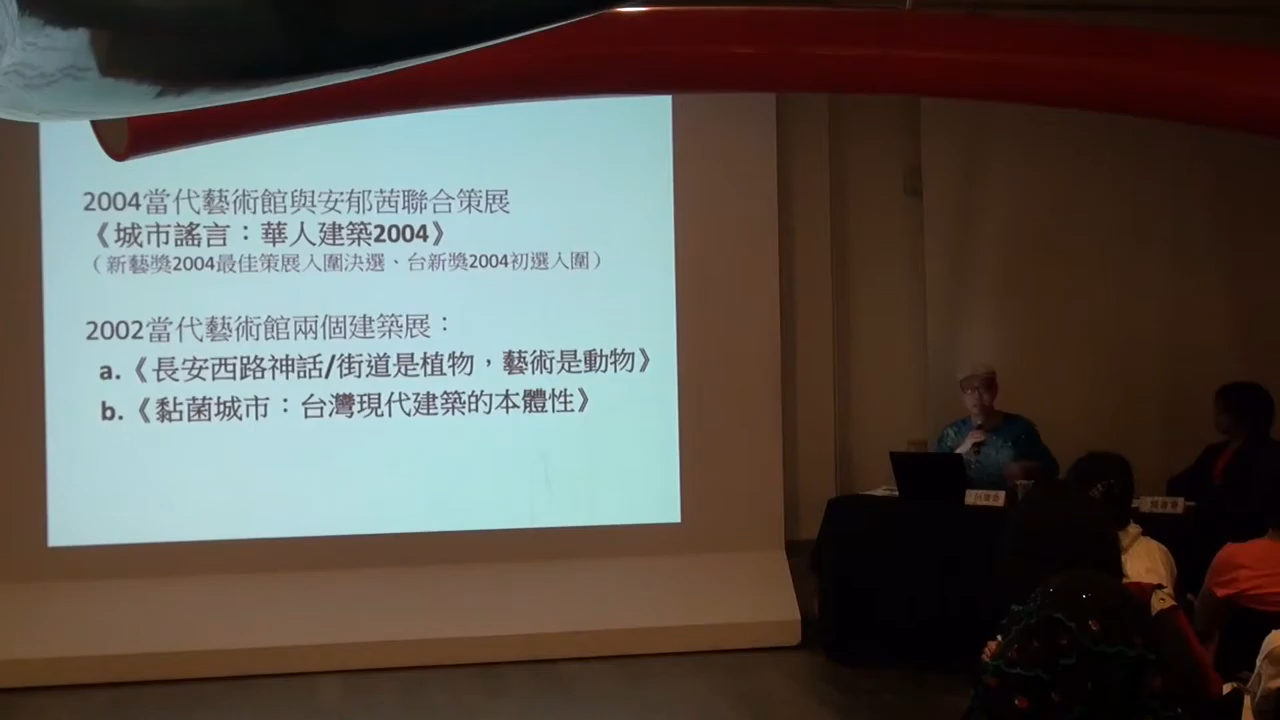 2004當代藝術館與安郁茜聯合策展
《城市謠言：華人建築2004》
（新藝獎2004最佳策展入圍決選、台新獎2004初選入圍）
2002當代藝術館兩個建築展：
a.《長安西路神話/街道是植物，藝術是動物》
b.《黏菌城市：台灣現代建築的本體性》